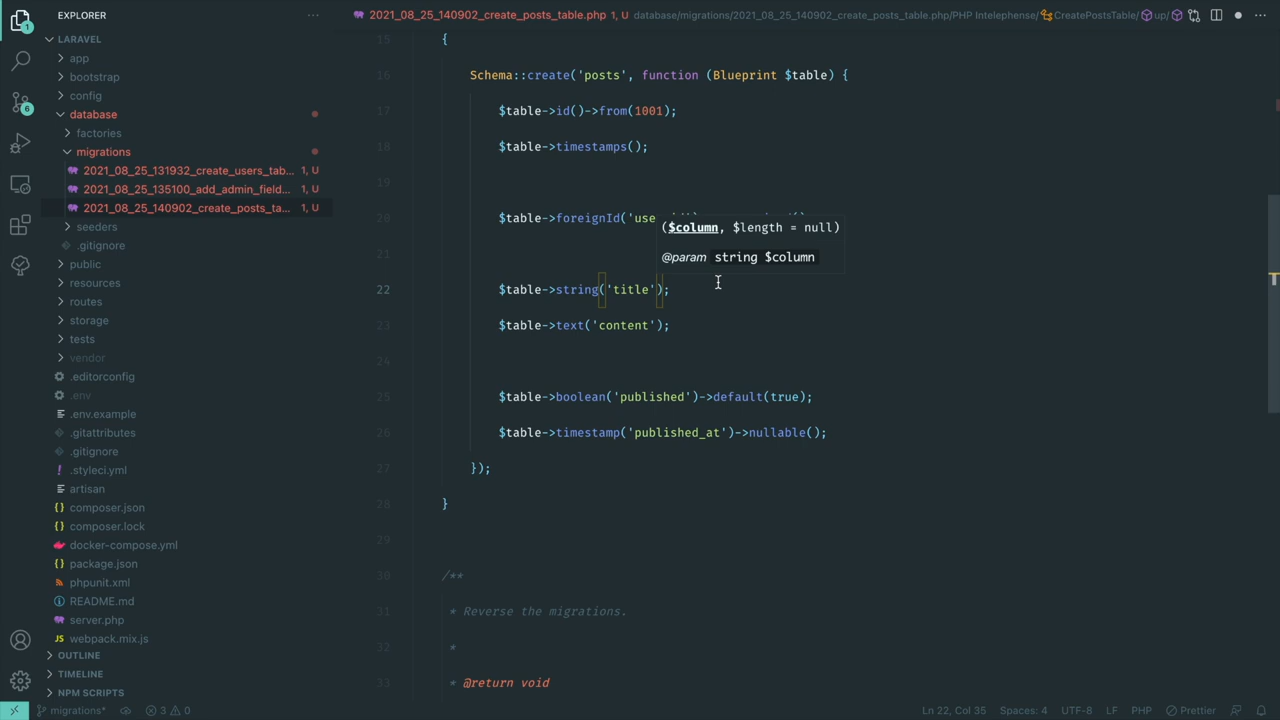 EXPLORER
LARAVEL
app
bootstrap
config
database
factories
migrations
2021_08_25_131932_create_users_tab... 1, U
2021_08_25_135100_add_admin_field... 1, U
2021_08_25_140902_create_posts_ta... 1, U
seeders
.gitignore
public
resources
routes
storage
tests
vendor
.editorconfig
.env
.env.example
.gitattributes
.gitignore
.styleci.yml
artisan
composer.json
composer.lock
docker-compose.yml
package.json
phpunit.xml
README.md
server.php
webpack.mix.js
OUTLINE
TIMELINE
NPM SCRIPTS
1
6
2021_08_25_140902_create_posts_table.php 1, U database/migrations/2021_08_25_140902_create_posts_table.php/PHP Intelephense/ CreatePostsTable/ up/
15 {
16 Schema::create('posts', function (Blueprint $table) {
17 $table->id()->from(1001);
18 $table->timestamps();
19
20 $table->foreignId('use
($column, $length = null)
21
@param string $column
22 $table->string('title');
23 $table->text('content');
24
25 $table->boolean('published')->default(true);
26 $table->timestamp('published_at')->nullable();
27 });
28 }
29
30 /**
31 * Reverse the migrations.
32 *
33 * @return void
migrations* 3 0 Ln 22, Col 35 Spaces: 4 UTF-8 LF PHP Prettier